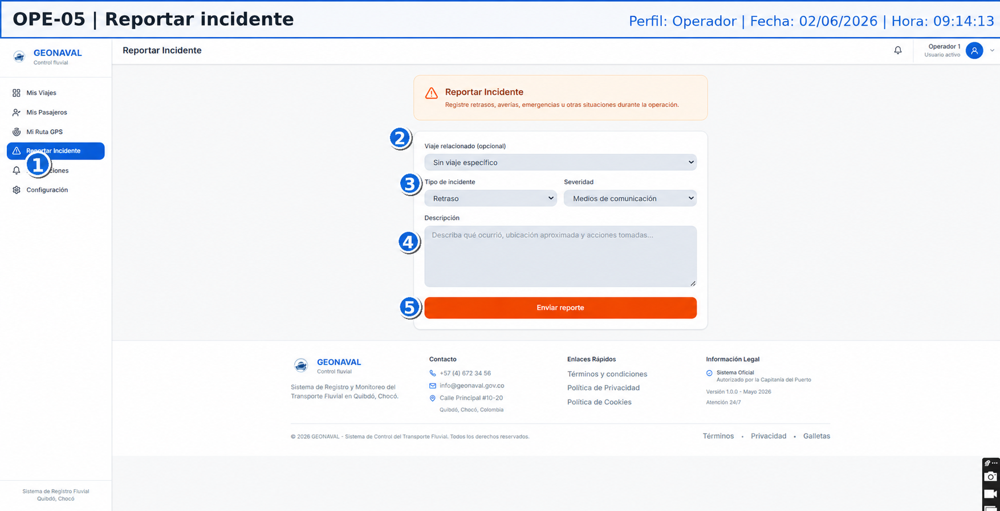 OPE-05 | Reportar incidente
Perfil: Operador | Fecha: 02/06/2026 | Hora: 09:14:13
GEONAVAL
Control fluvial
Mis Viajes
Mis Pasajeros
Mi Ruta GPS
Reportar Incidente
1
Configuración
Sistema de Registro Fluvial
Quibdó, Chocó
Reportar Incidente
Operador 1
Usuario activo
Reportar Incidente
Registre retrasos, averías, emergencias u otras situaciones durante la operación.
2
Viaje relacionado (opcional)
Sin viaje específico
3
Tipo de incidente
Retraso
Severidad
Medios de comunicación
Descripción
4
Describa qué ocurrió, ubicación aproximada y acciones tomadas...
5
Enviar reporte
GEONAVAL
Control fluvial
Sistema de Registro y Monitoreo del
Transporte Fluvial en Quibdó, Chocó.
Contacto
+57 (4) 672 34 56
info@geonaval.gov.co
Calle Principal #10-20
Quibdó, Chocó, Colombia
Enlaces Rápidos
Términos y condiciones
Política de Privacidad
Política de Cookies
Información Legal
Sistema Oficial
Autorizado por la Capitanía del Puerto
Versión 1.0.0 - Mayo 2026
Atención 24/7
© 2026 GEONAVAL - Sistema de Control del Transporte Fluvial. Todos los derechos reservados.
Términos • Privacidad • Galletas